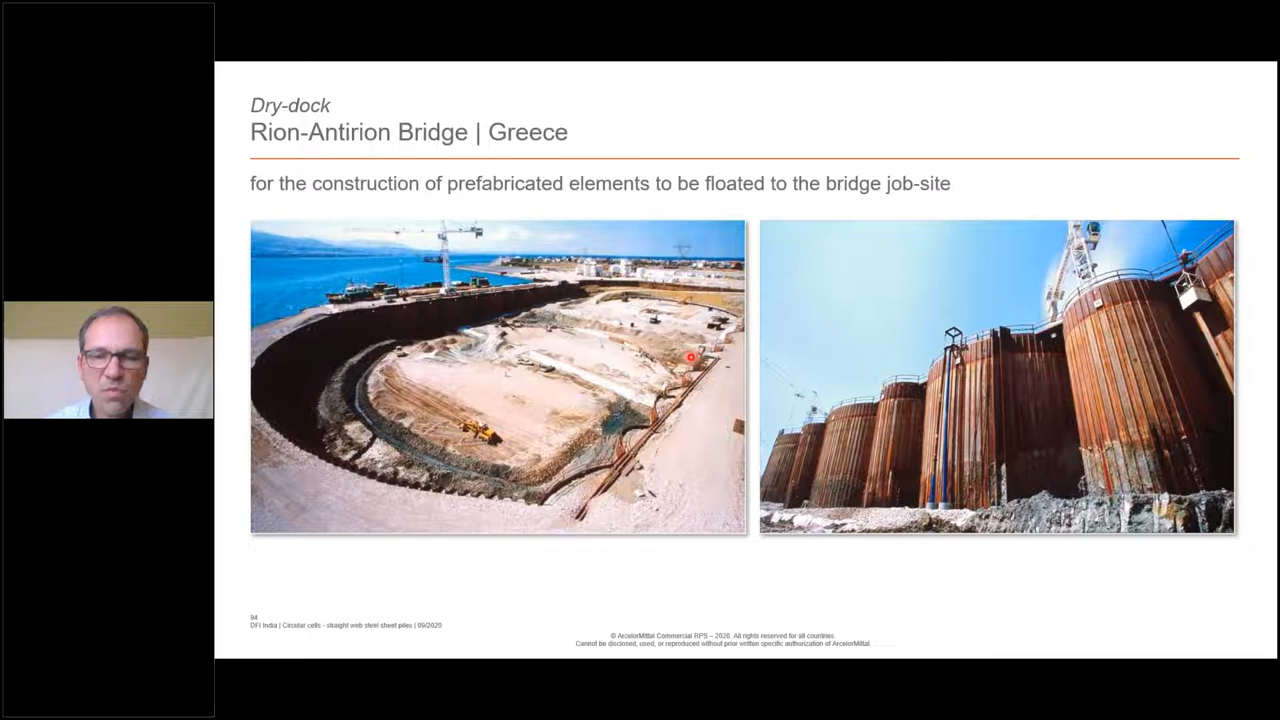 Dry-dock
Rion-Antirion Bridge | Greece
for the construction of prefabricated elements to be floated to the bridge job-site
94
DFI India | Circular cells - straight web steel sheet piles | 09/2020
© ArcelorMittal Commercial RPS – 2020. All rights reserved for all countries.
Cannot be disclosed, used, or reproduced without prior written specific authorization of ArcelorMittal